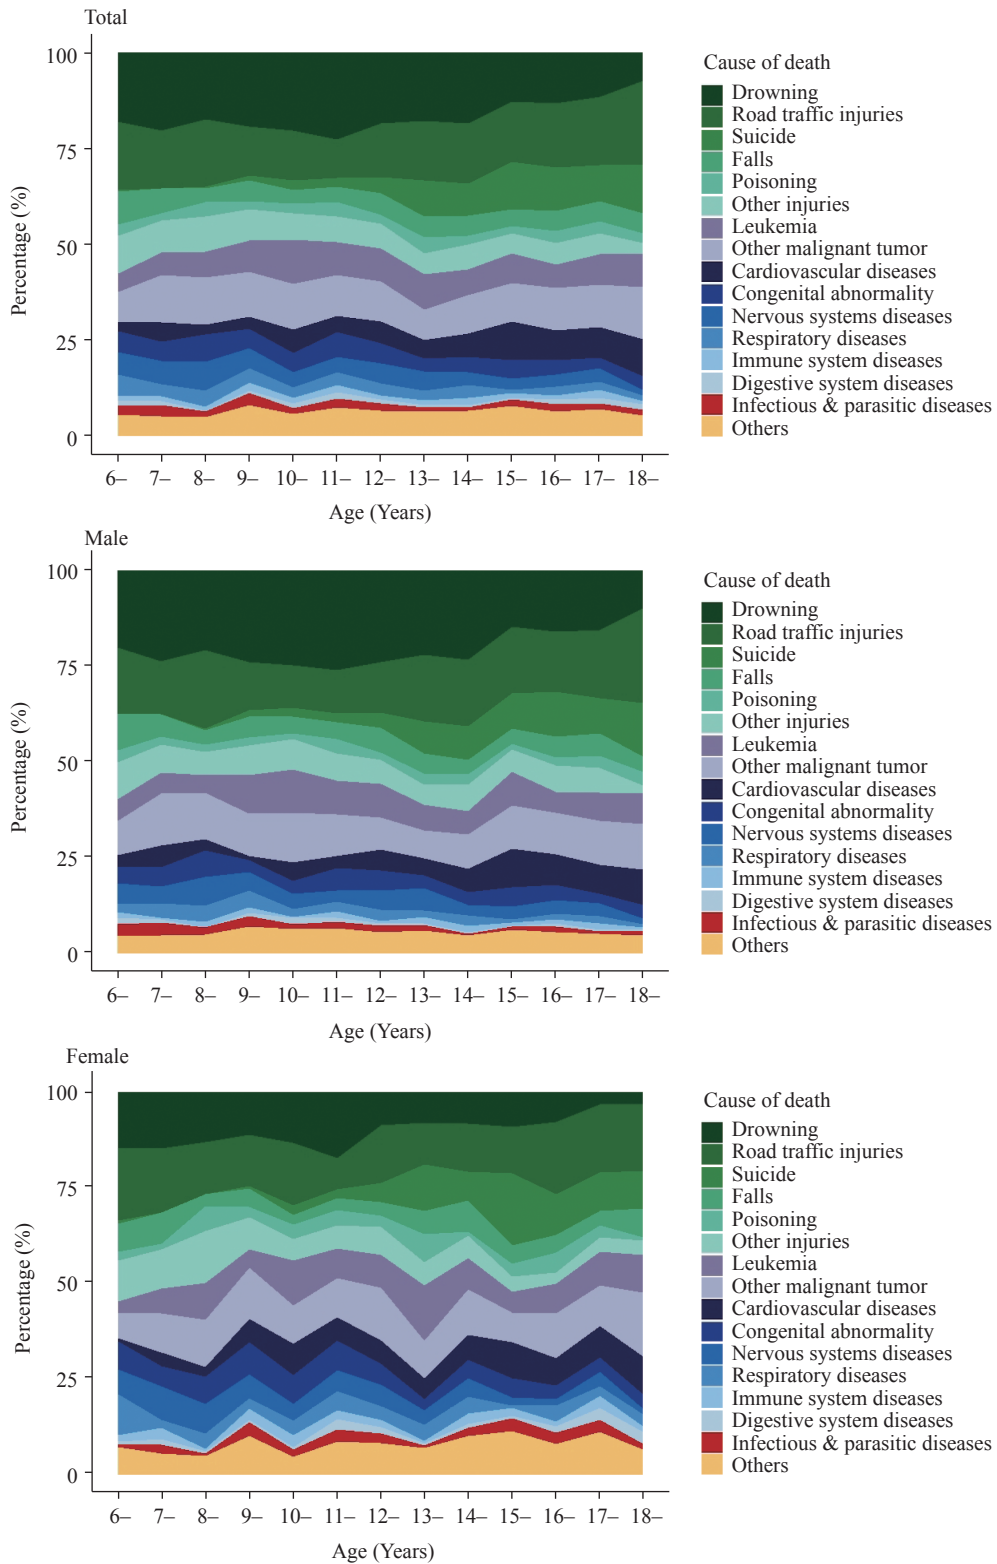 Total
100
75
50
25
0
Percentage (%)
6– 7– 8– 9– 10– 11– 12– 13– 14– 15– 16– 17– 18–
Age (Years)
Cause of death
Drowning
Road traffic injuries
Suicide
Falls
Poisoning
Other injuries
Leukemia
Other malignant tumor
Cardiovascular diseases
Congenital abnormality
Nervous systems diseases
Respiratory diseases
Immune system diseases
Digestive system diseases
Infectious & parasitic diseases
Others
Male
100
75
50
25
0
Percentage (%)
6– 7– 8– 9– 10– 11– 12– 13– 14– 15– 16– 17– 18–
Age (Years)
Cause of death
Drowning
Road traffic injuries
Suicide
Falls
Poisoning
Other injuries
Leukemia
Other malignant tumor
Cardiovascular diseases
Congenital abnormality
Nervous systems diseases
Respiratory diseases
Immune system diseases
Digestive system diseases
Infectious & parasitic diseases
Others
Female
100
75
50
25
0
Percentage (%)
6– 7– 8– 9– 10– 11– 12– 13– 14– 15– 16– 17– 18–
Age (Years)
Cause of death
Drowning
Road traffic injuries
Suicide
Falls
Poisoning
Other injuries
Leukemia
Other malignant tumor
Cardiovascular diseases
Congenital abnormality
Nervous systems diseases
Respiratory diseases
Immune system diseases
Digestive system diseases
Infectious & parasitic diseases
Others